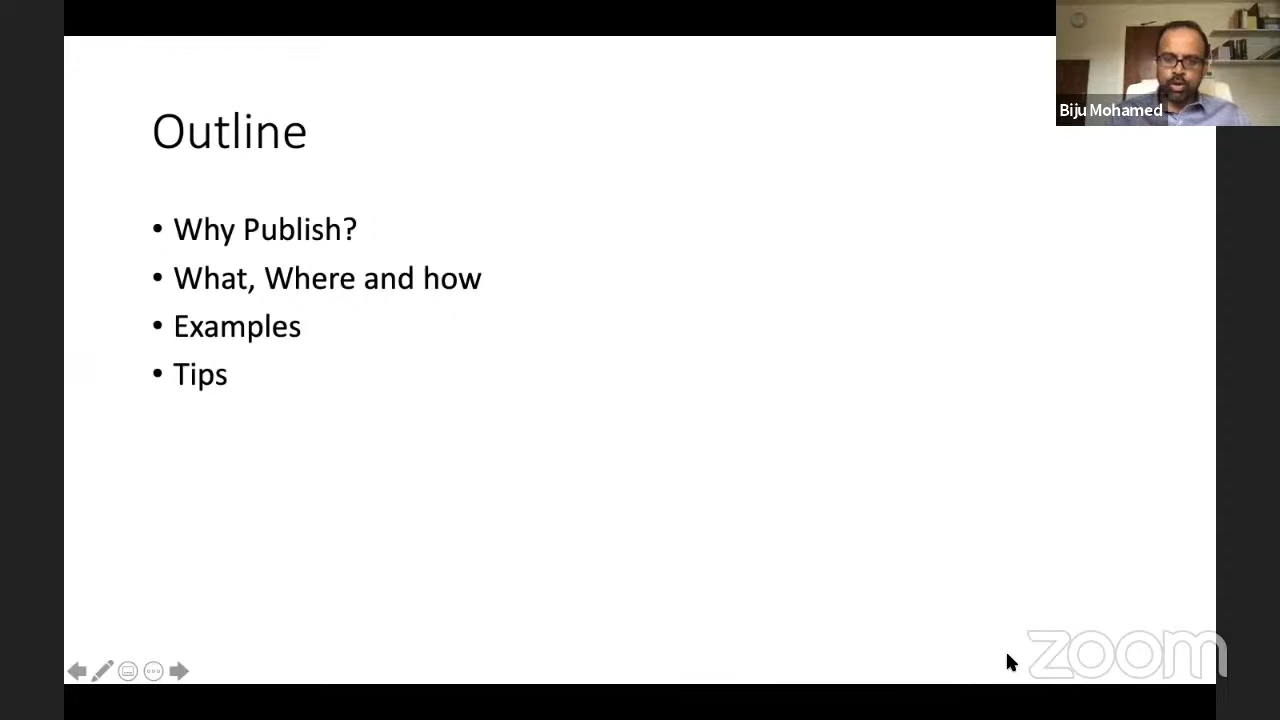 Outline
• Why Publish?
• What, Where and how
• Examples
• Tips
Biju Mohamed
zoom